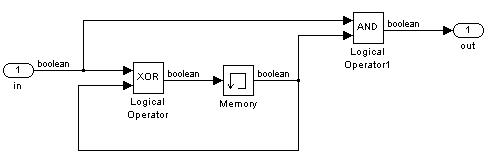 1
in
boolean
XOR
Logical
Operator
boolean
Memory
boolean
AND
Logical
Operator1
boolean
1
out